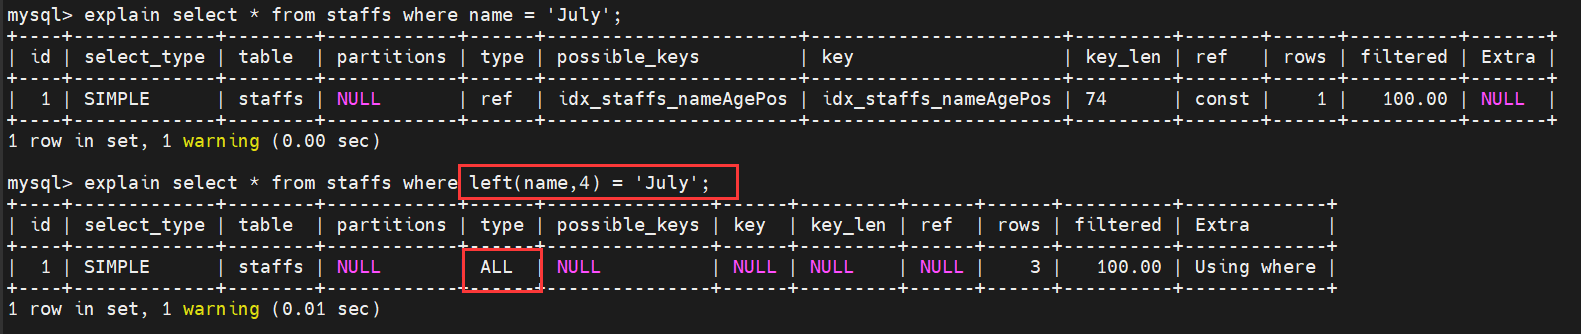 mysql> explain select * from staffs where name = 'July';
+----+-------------+--------+------------+------+-----------------------+-----------------------+---------+-------+------+----------+-------+
| id | select_type | table  | partitions | type | possible_keys         | key                   | key_len | ref   | rows | filtered | Extra |
+----+-------------+--------+------------+------+-----------------------+-----------------------+---------+-------+------+----------+-------+
|  1 | SIMPLE      | staffs | NULL       | ref  | idx_staffs_nameAgePos | idx_staffs_nameAgePos | 74      | const |    1 |   100.00 | NULL  |
+----+-------------+--------+------------+------+-----------------------+-----------------------+---------+-------+------+----------+-------+
1 row in set, 1 warning (0.00 sec)
mysql> explain select * from staffs where left(name,4) = 'July';
+----+-------------+--------+------------+------+---------------+------+---------+------+------+----------+-------------+
| id | select_type | table  | partitions | type | possible_keys | key  | key_len | ref  | rows | filtered | Extra       |
+----+-------------+--------+------------+------+---------------+------+---------+------+------+----------+-------------+
|  1 | SIMPLE      | staffs | NULL       | ALL  | NULL          | NULL | NULL    | NULL |    3 |   100.00 | Using where |
+----+-------------+--------+------------+------+---------------+------+---------+------+------+----------+-------------+
1 row in set, 1 warning (0.01 sec)